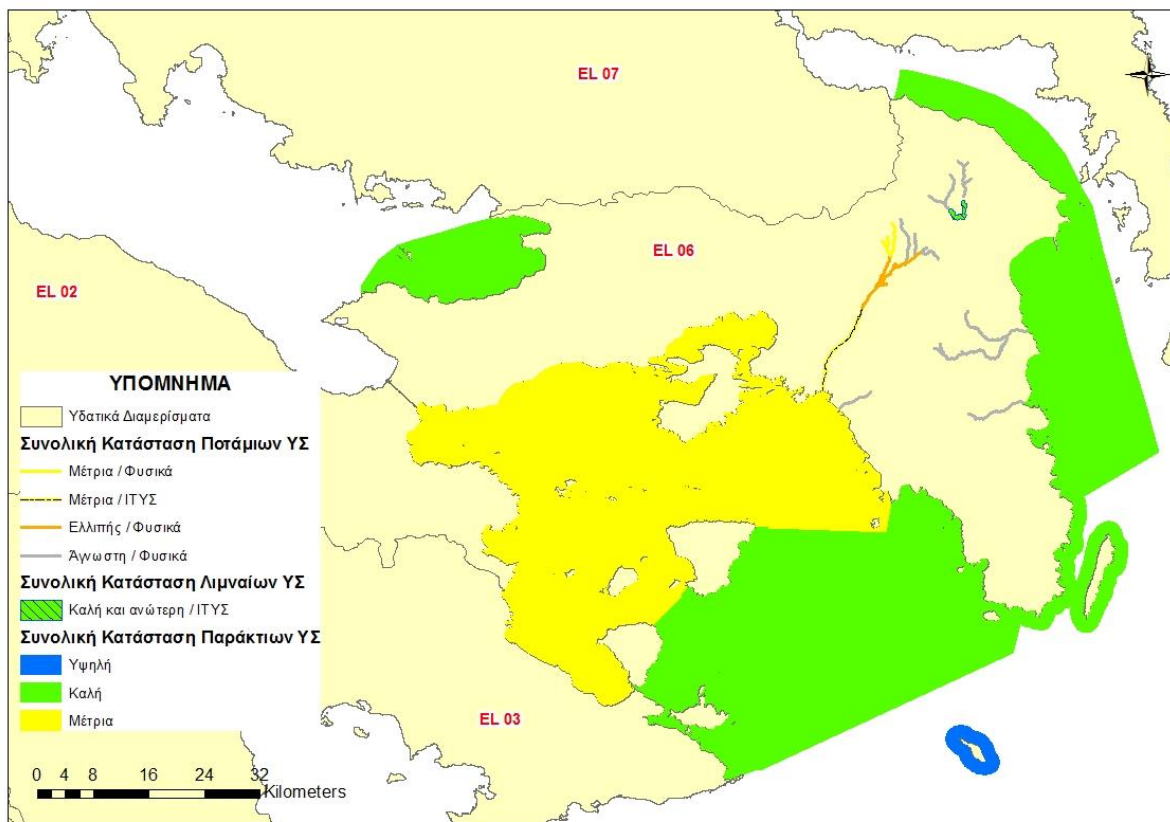 N
EL 07
EL 06
EL 02
ΥΠΟΜΝΗΜΑ
Υδατικά Διαμερίσματα
Συνολική Κατάσταση Ποτάμιων ΥΣ
Μέτρια / Φυσικά
Μέτρια / ΙΤΥΣ
Ελλιπής / Φυσικά
Άγνωστη / Φυσικά
Συνολική Κατάσταση Λιμναίων ΥΣ
Καλή και ανώτερη / ΙΤΥΣ
Συνολική Κατάσταση Παράκτιων ΥΣ
Υψηλή
Καλή
Μέτρια
EL 03
0 4 8 16 24 32
Kilometers